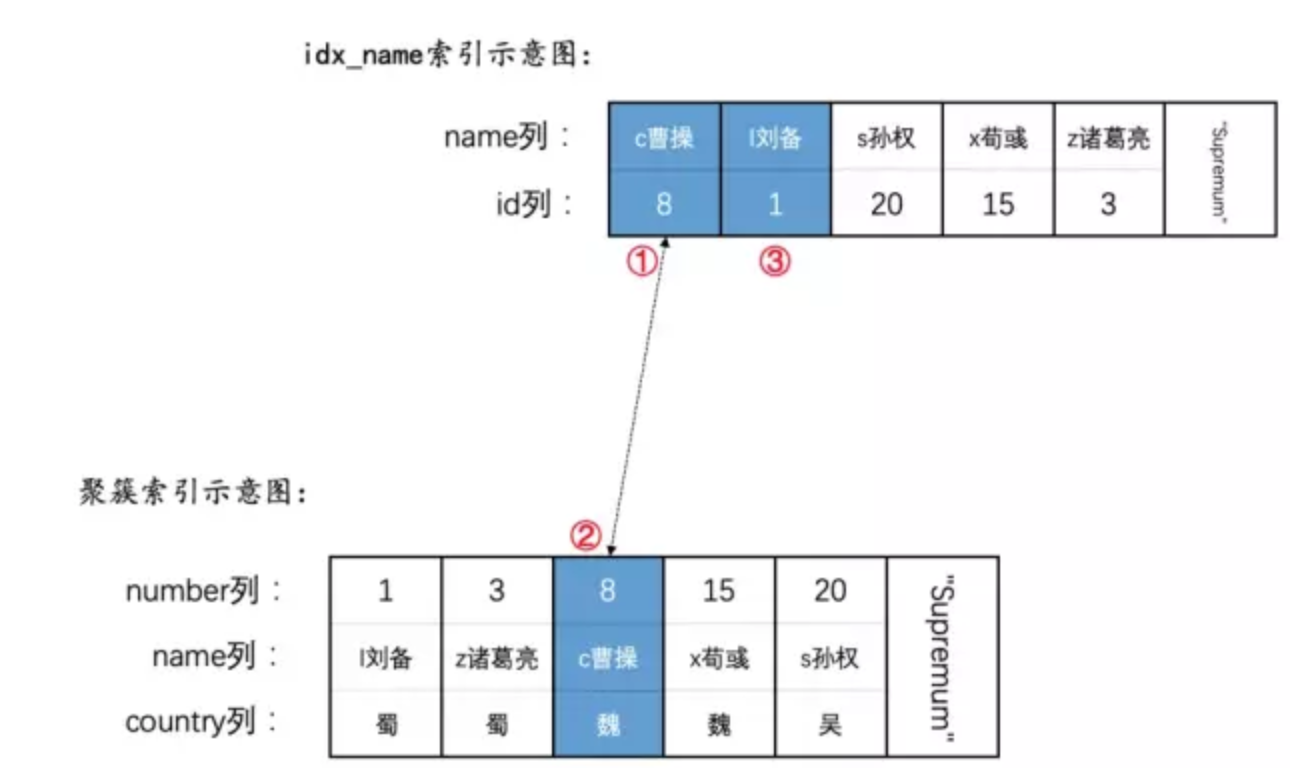 idx_name索引示意图：
name列： c曹操 l刘备 s孙权 x荀彧 z诸葛亮 "Supremum"
id列： 8 1 20 15 3
① ③
聚簇索引示意图：
②
number列： 1 3 8 15 20 "Supremum"
name列： l刘备 z诸葛亮 c曹操 x荀彧 s孙权
country列： 蜀 蜀 魏 魏 吴